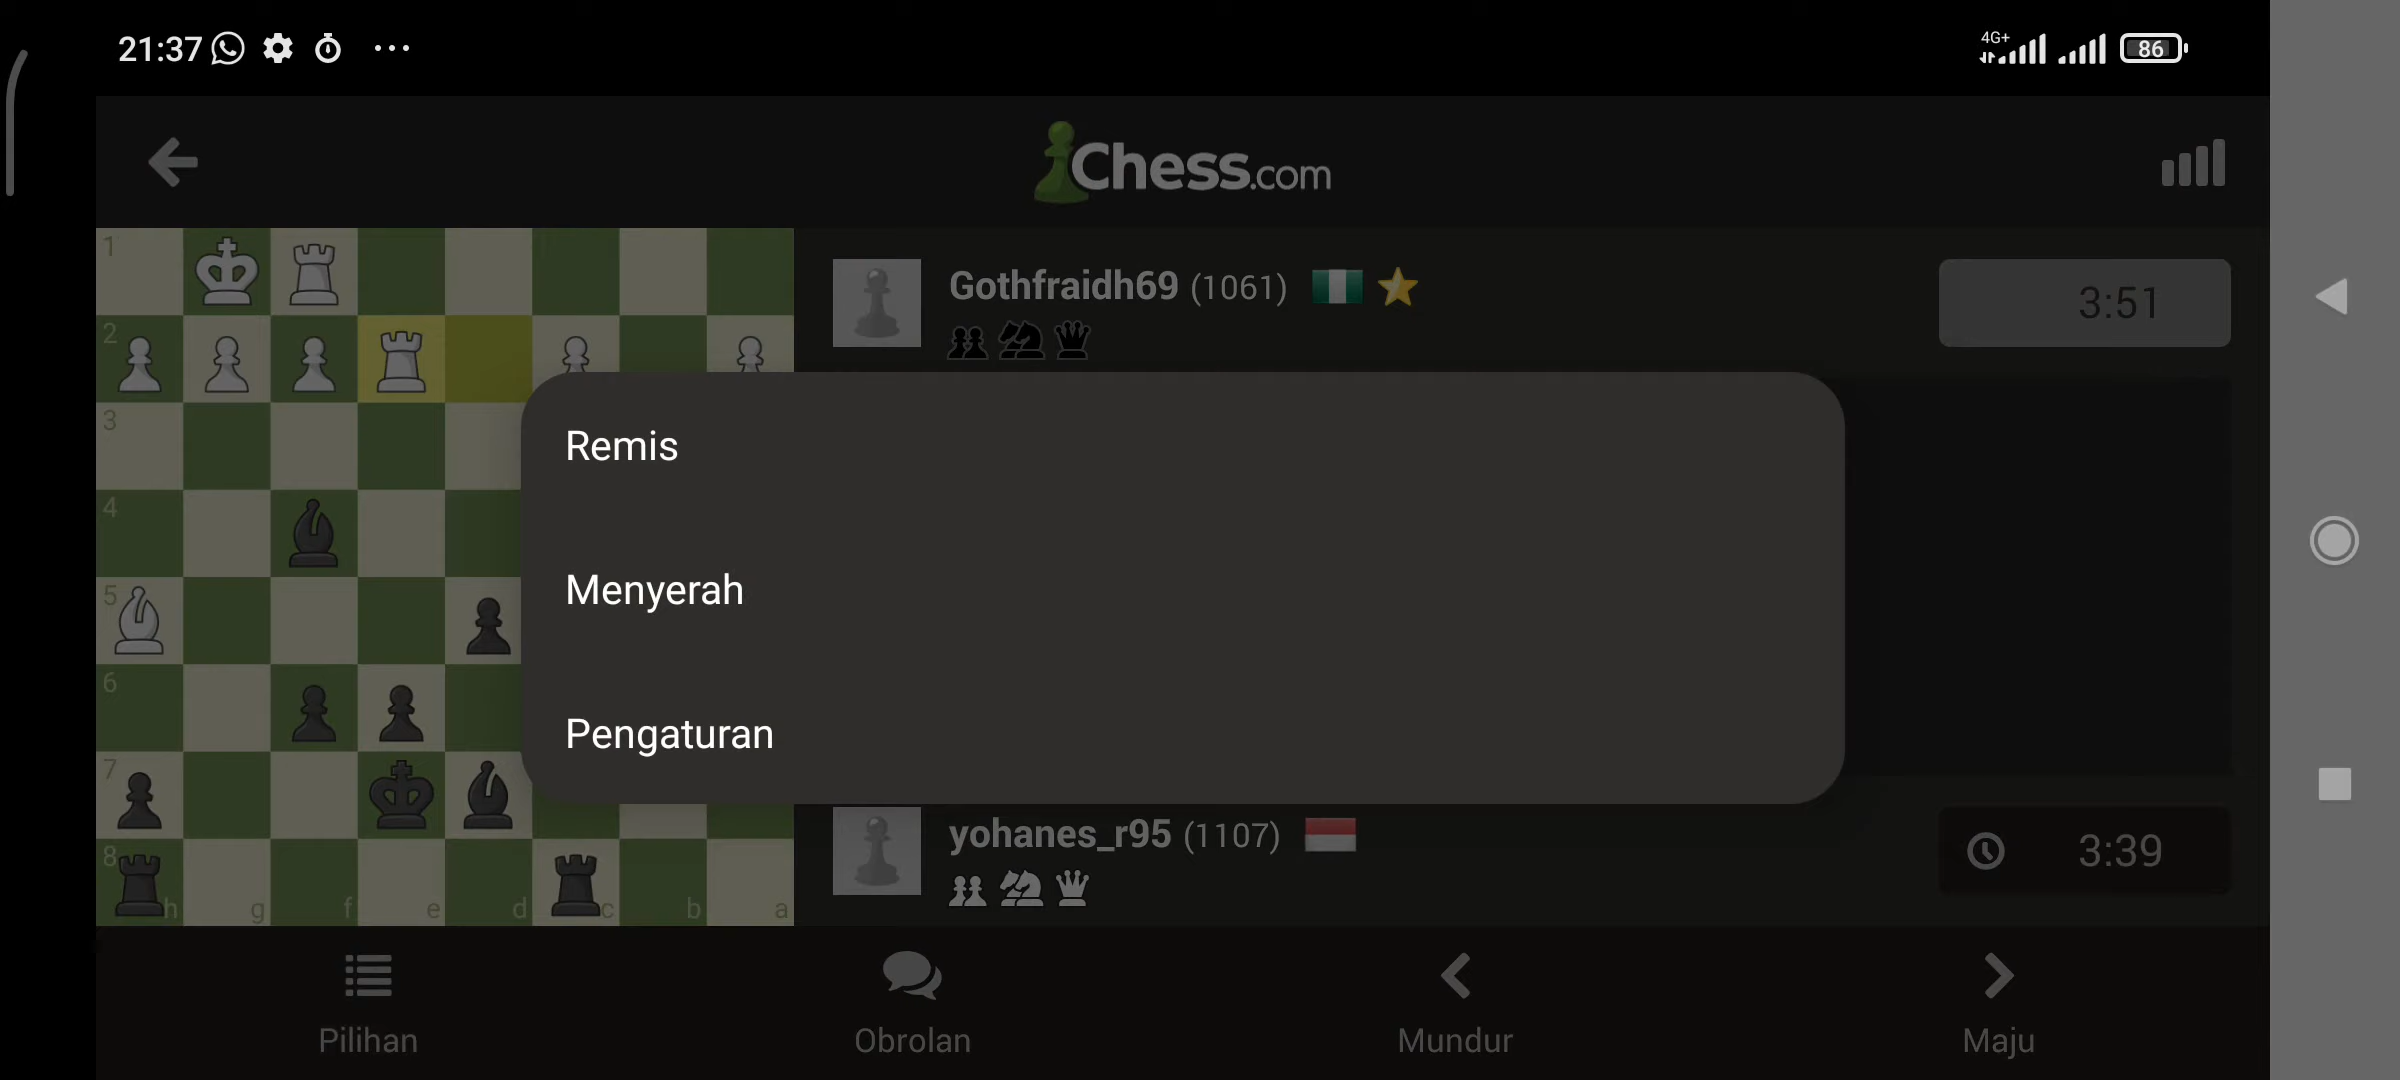 21:37
4G+
86
Chess.com
1
Gothfraidh69 (1061)
3:51
2
3
Remis
4
Menyerah
5
6
Pengaturan
7
yohanes_r95 (1107)
3:39
8
h g f e d c b a
Pilihan
Obrolan
Mundur
Maju